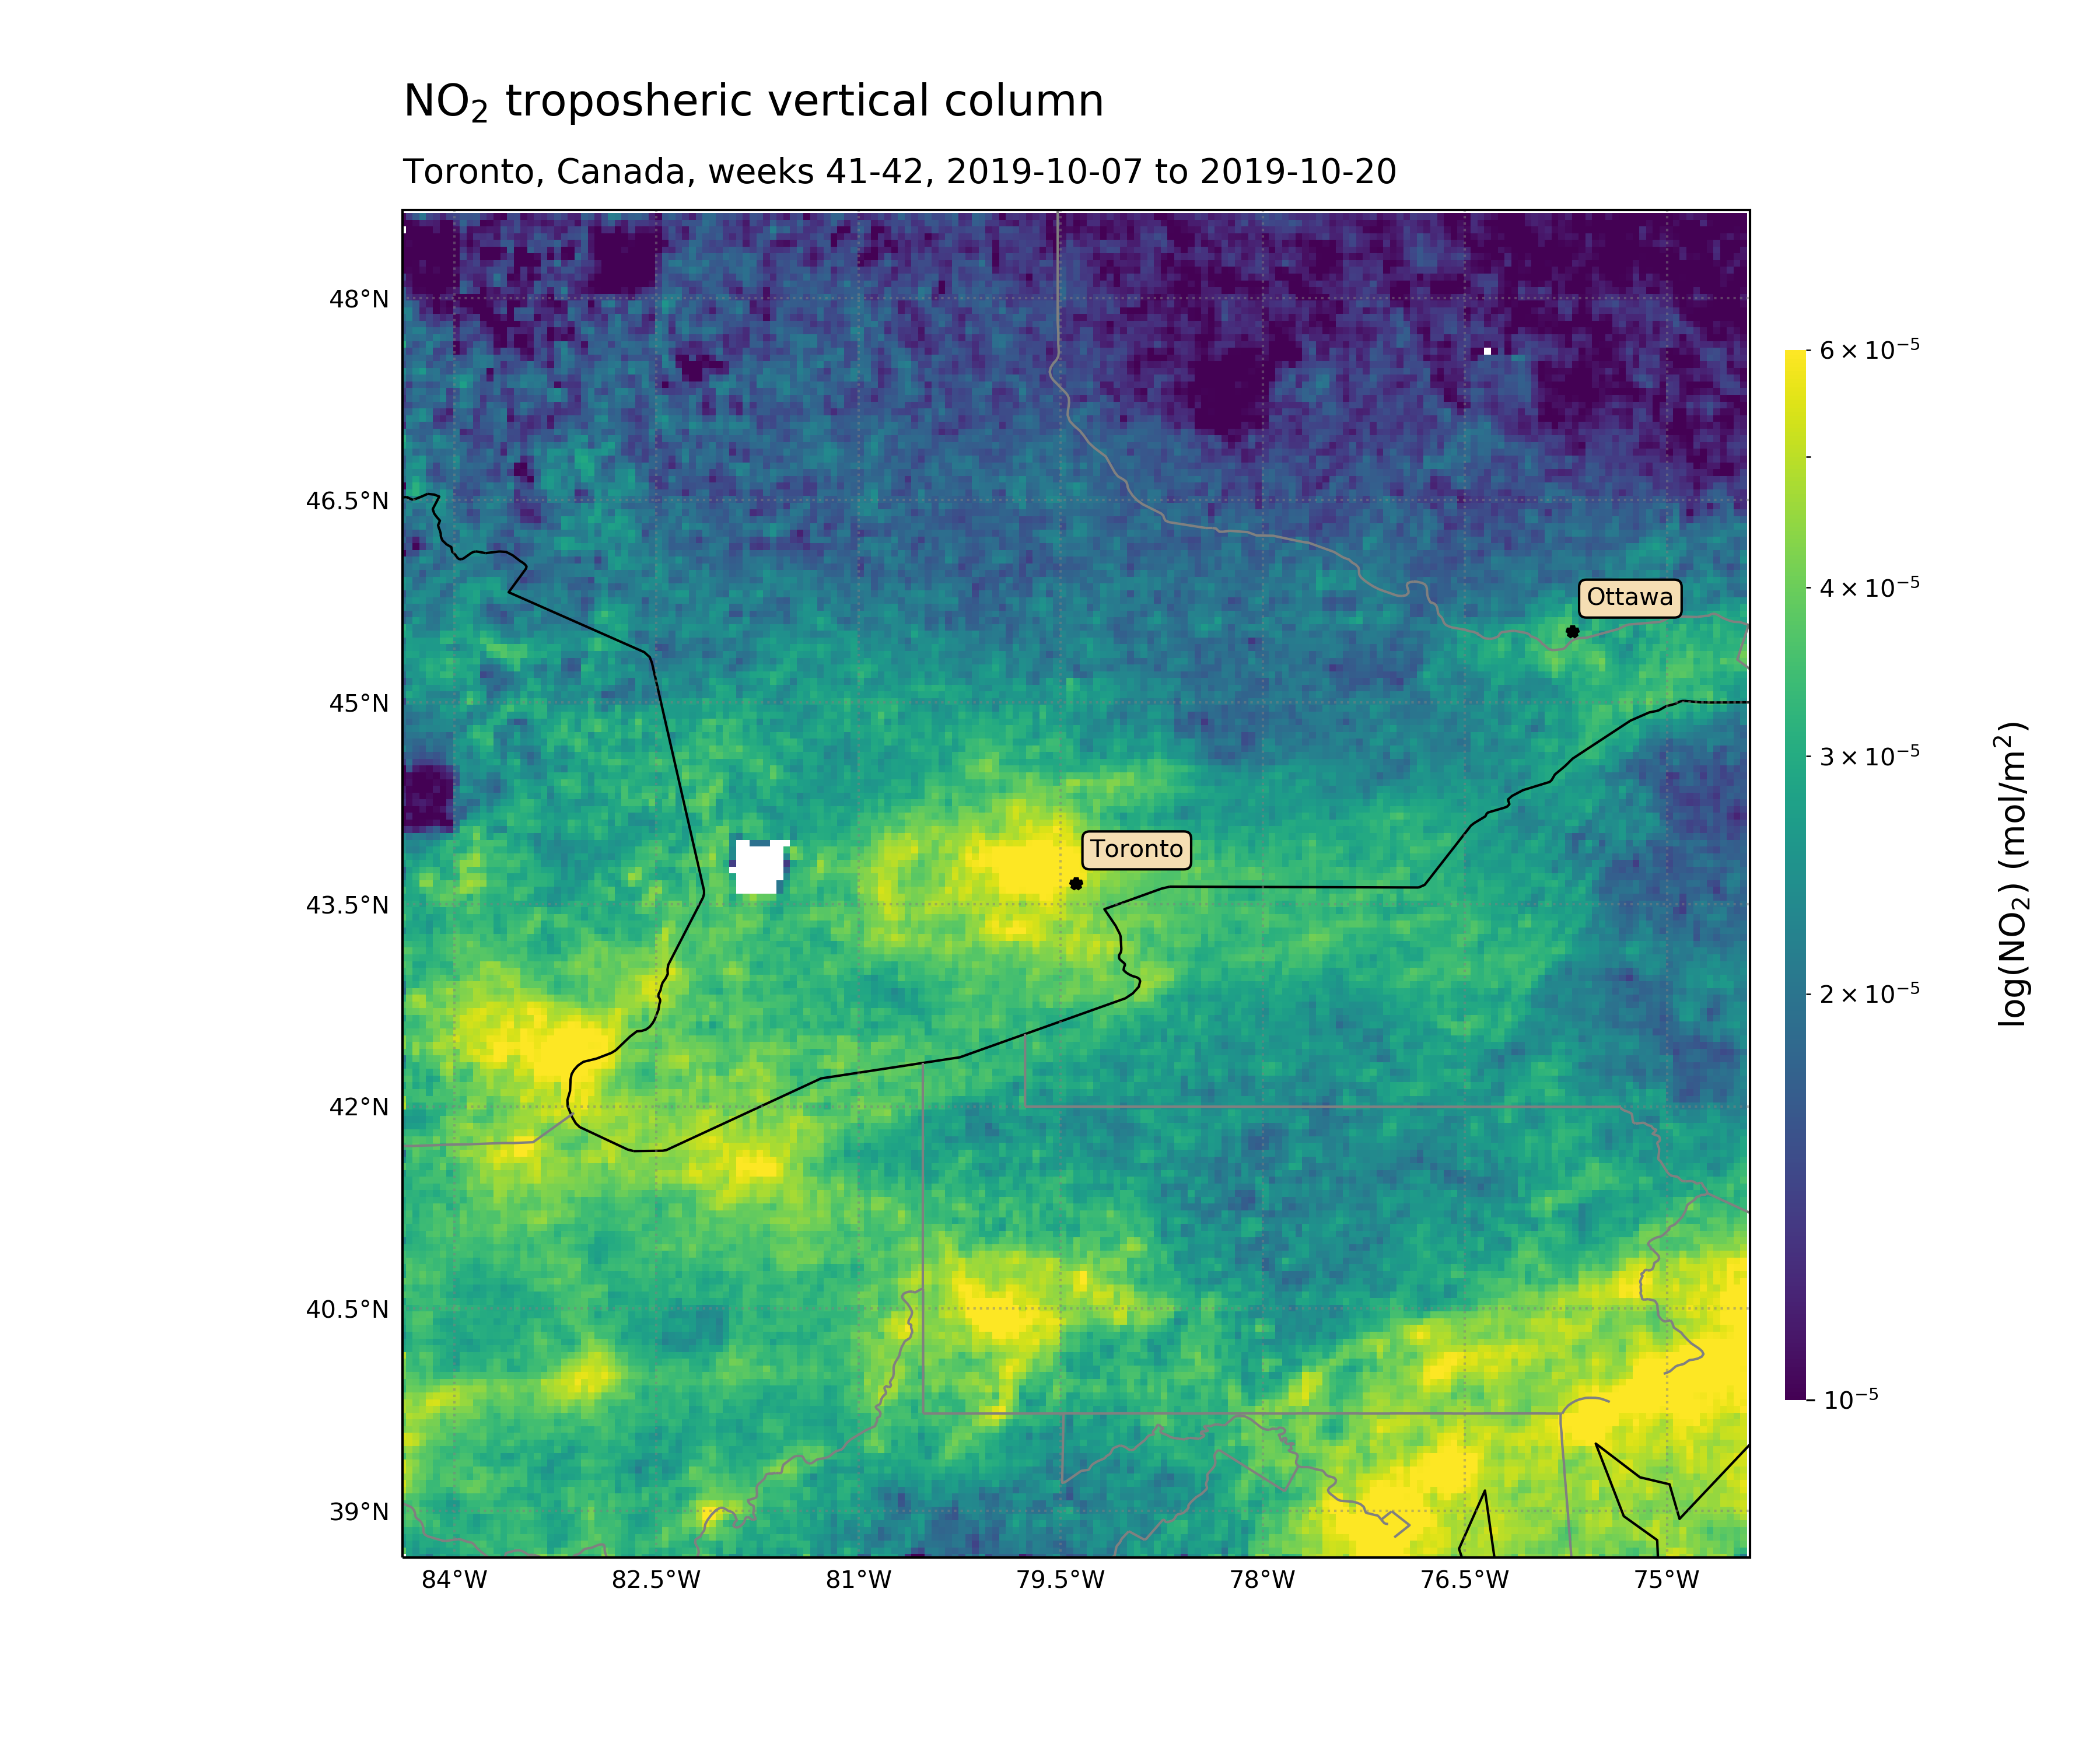 NO₂ troposheric vertical column
Toronto, Canada, weeks 41-42, 2019-10-07 to 2019-10-20
48°N
46.5°N
45°N
43.5°N
42°N
40.5°N
39°N
84°W 82.5°W 81°W 79.5°W 78°W 76.5°W 75°W
Ottawa
Toronto
6 × 10⁻⁵
4 × 10⁻⁵
3 × 10⁻⁵
2 × 10⁻⁵
10⁻⁵
log(NO₂) (mol/m²)